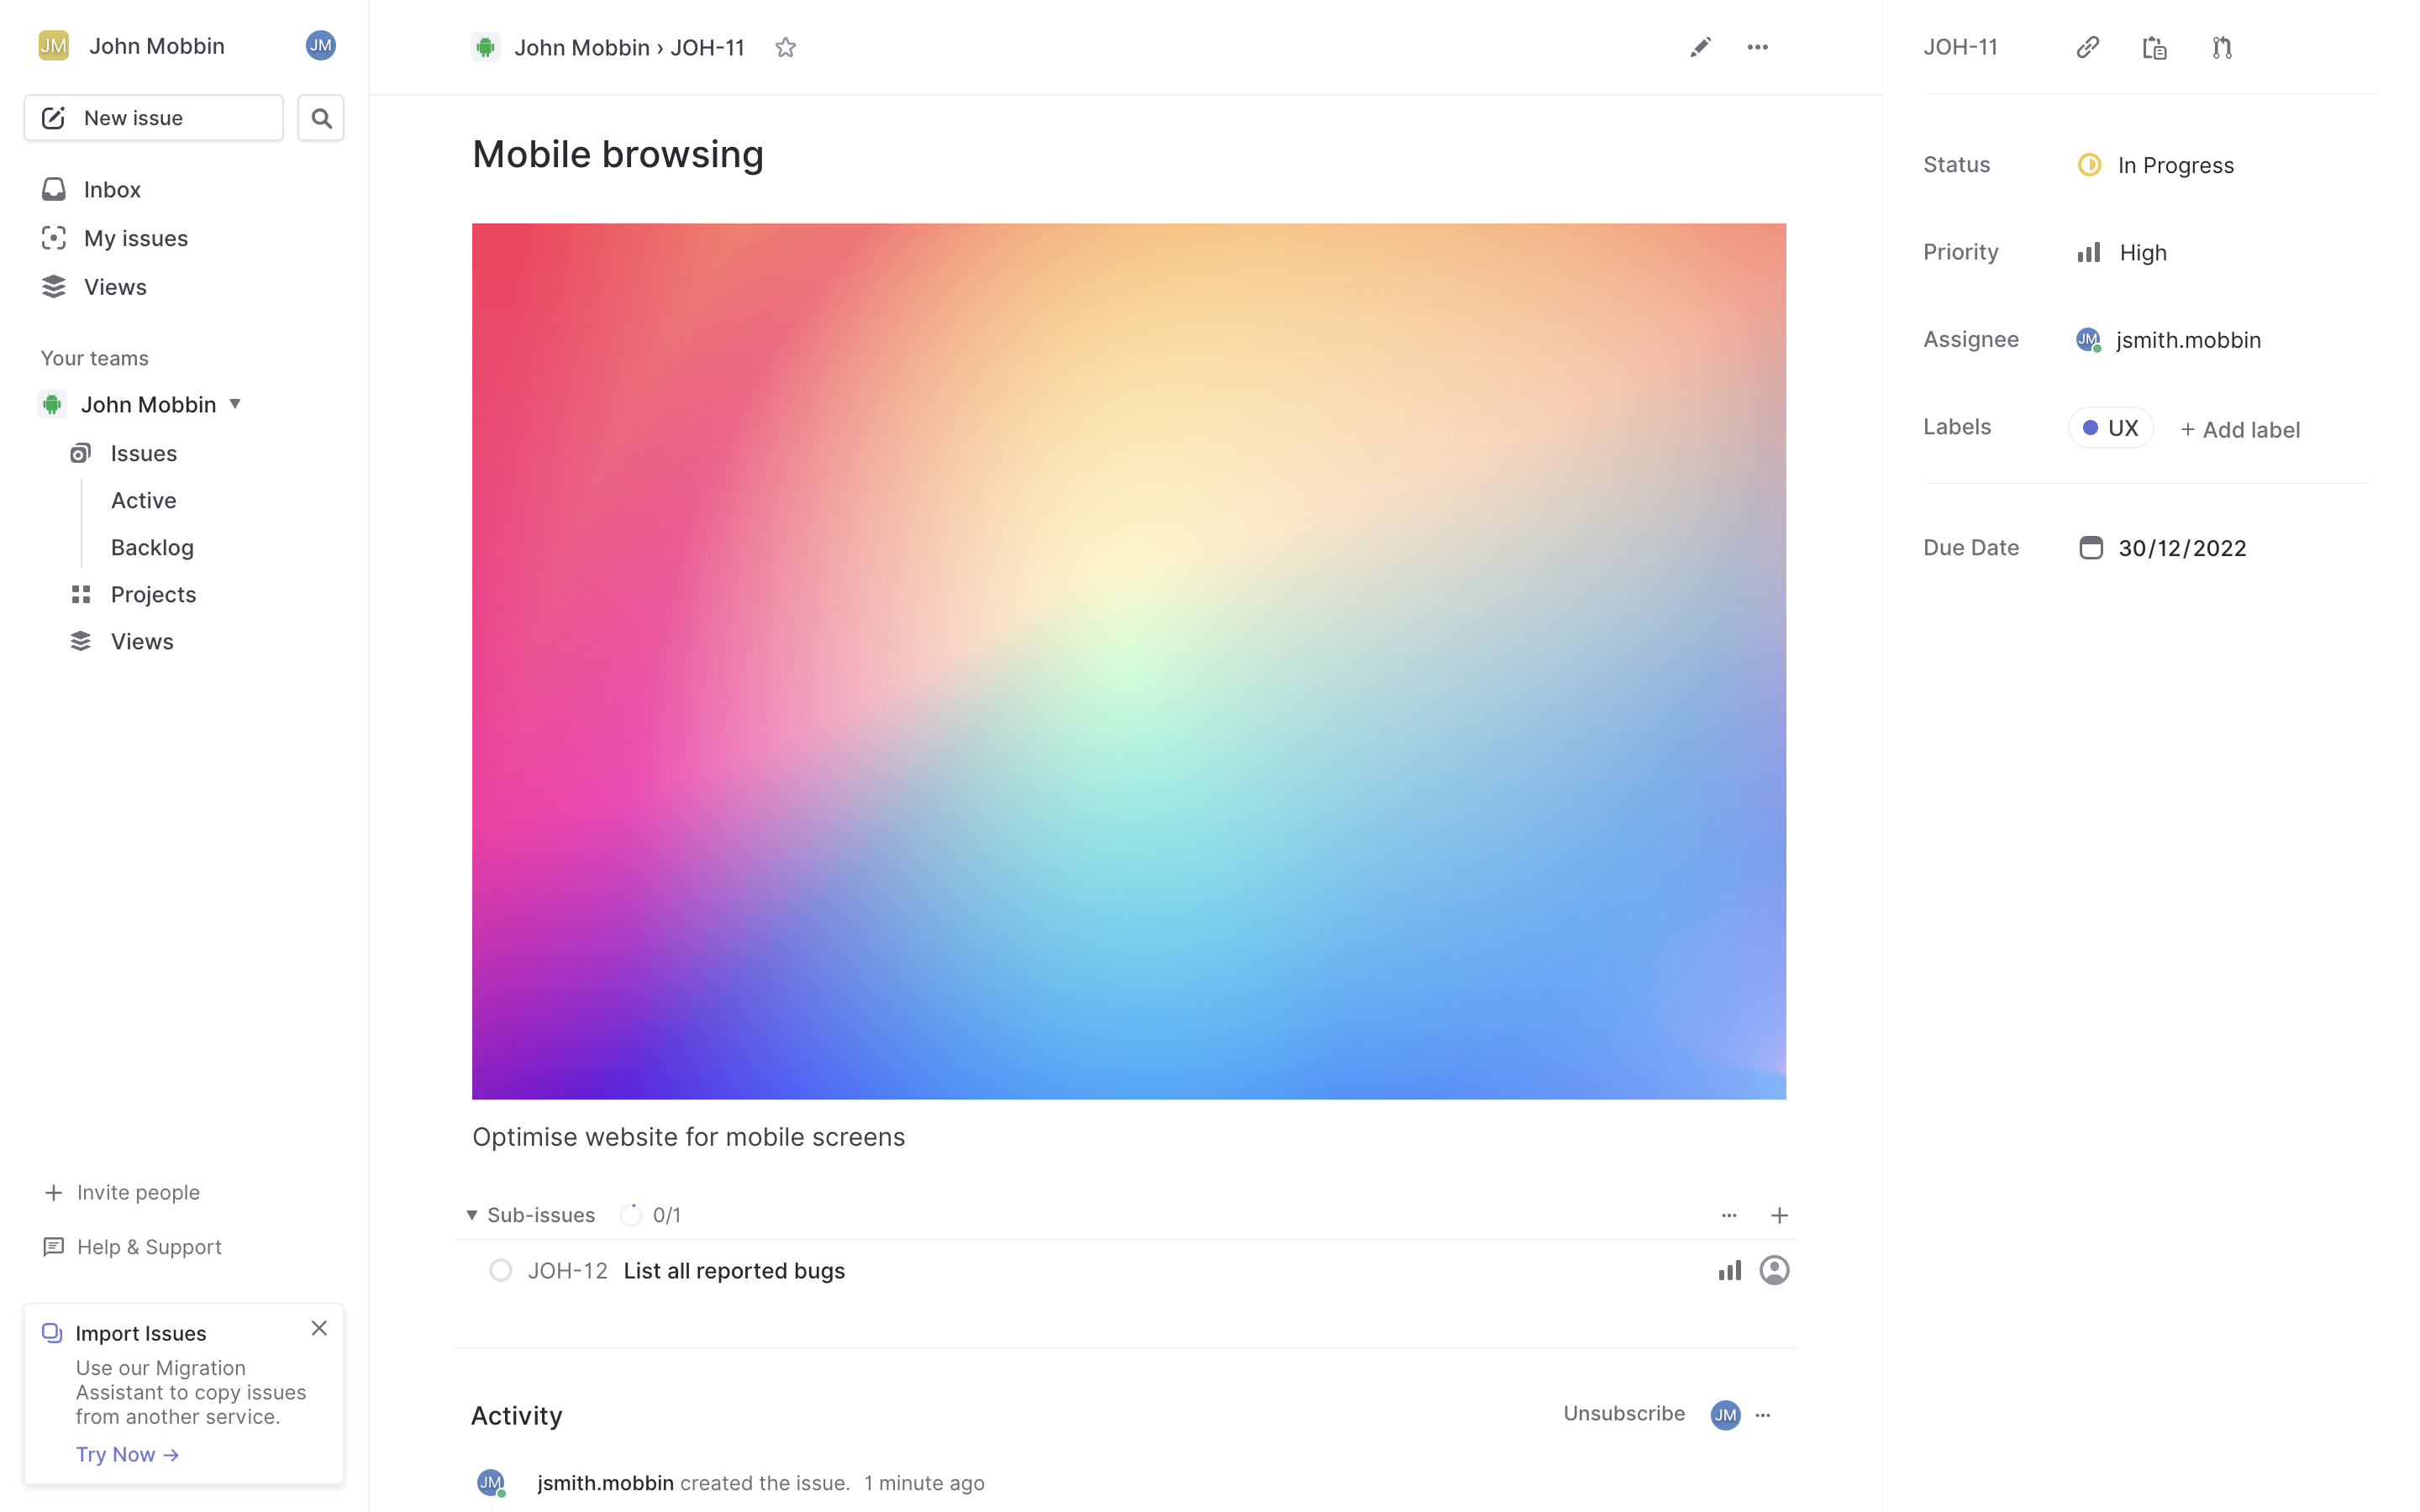 JM John Mobbin JM
New issue
Inbox
My issues
Views
Your teams
John Mobbin
Issues
Active
Backlog
Projects
Views
Invite people
Help & Support
Import Issues
Use our Migration
Assistant to copy issues
from another service.
Try Now →
John Mobbin › JOH-11
Mobile browsing
Optimise website for mobile screens
Sub-issues 0/1
JOH-12 List all reported bugs
Activity Unsubscribe JM
JM jsmith.mobbin created the issue. 1 minute ago
JOH-11
Status In Progress
Priority High
Assignee JM jsmith.mobbin
Labels UX + Add label
Due Date 30/12/2022